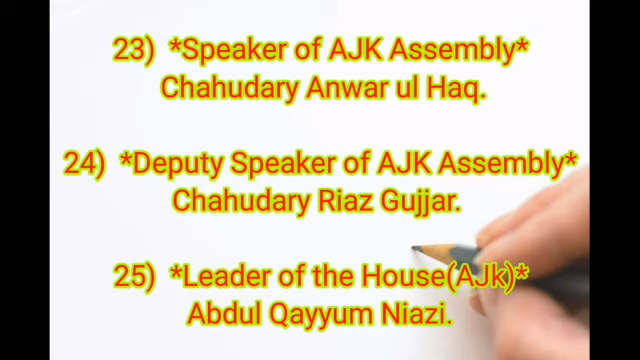 23) *Speaker of AJK Assembly*
Chahudary Anwar ul Haq.
24) *Deputy Speaker of AJK Assembly*
Chahudary Riaz Gujjar.
25) *Leader of the House(AJk)*
Abdul Qayyum Niazi.